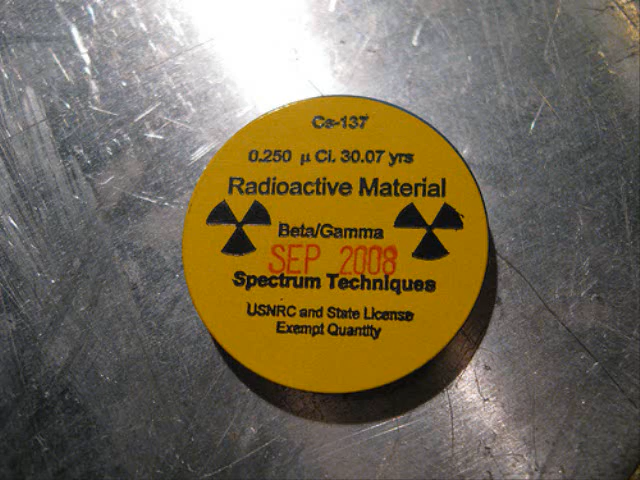 Cs-137
0.250 μ Ci. 30.07 yrs
Radioactive Material
Beta/Gamma
SEP 2008
Spectrum Techniques
USNRC and State License
Exempt Quantity